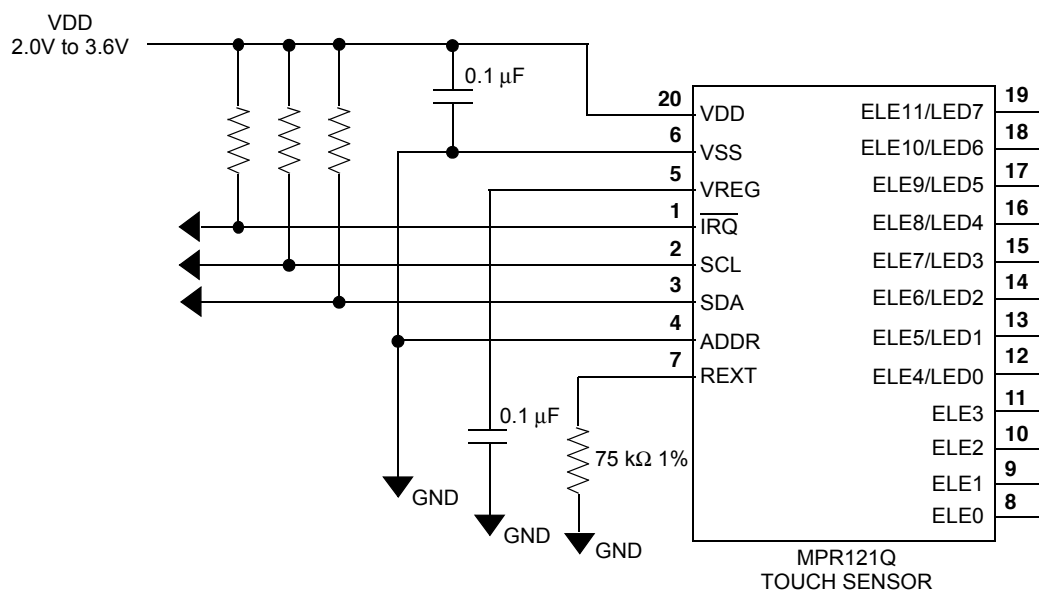 VDD
2.0V to 3.6V
0.1 μF
20
VDD
6
VSS
5
VREG
1
IRQ
2
SCL
3
SDA
4
ADDR
7
REXT
0.1 μF
75 kΩ 1%
GND
GND
GND
ELE11/LED7
19
ELE10/LED6
18
ELE9/LED5
17
ELE8/LED4
16
ELE7/LED3
15
ELE6/LED2
14
ELE5/LED1
13
ELE4/LED0
12
ELE3
11
ELE2
10
ELE1
9
ELE0
8
MPR121Q
TOUCH SENSOR